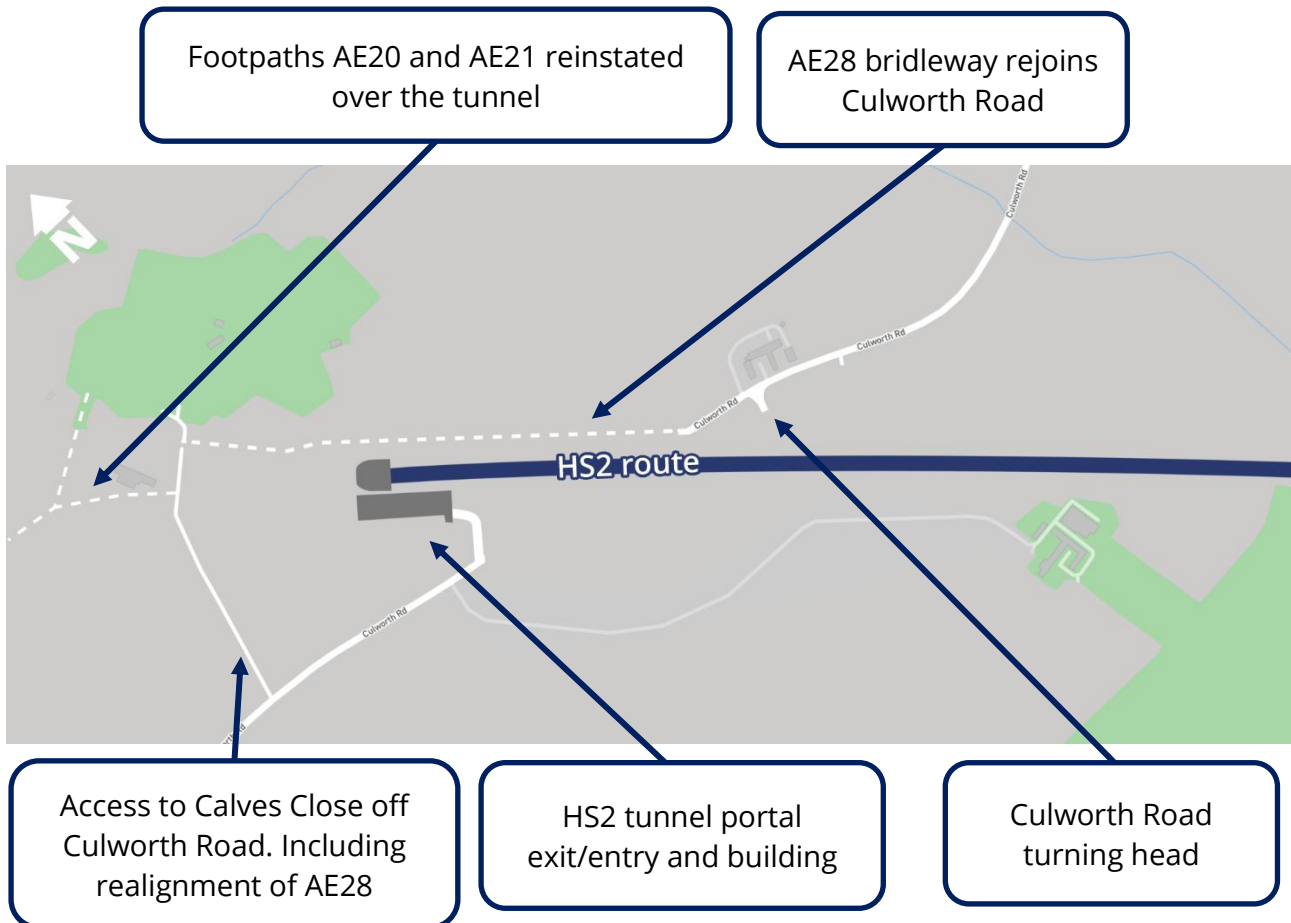 Footpaths AE20 and AE21 reinstated
over the tunnel
AE28 bridleway rejoins
Culworth Road
N
Culworth Rd
Culworth Rd
Culworth Rd
HS2 route
Culworth Rd
Access to Calves Close off
Culworth Road. Including
realignment of AE28
HS2 tunnel portal
exit/entry and building
Culworth Road
turning head